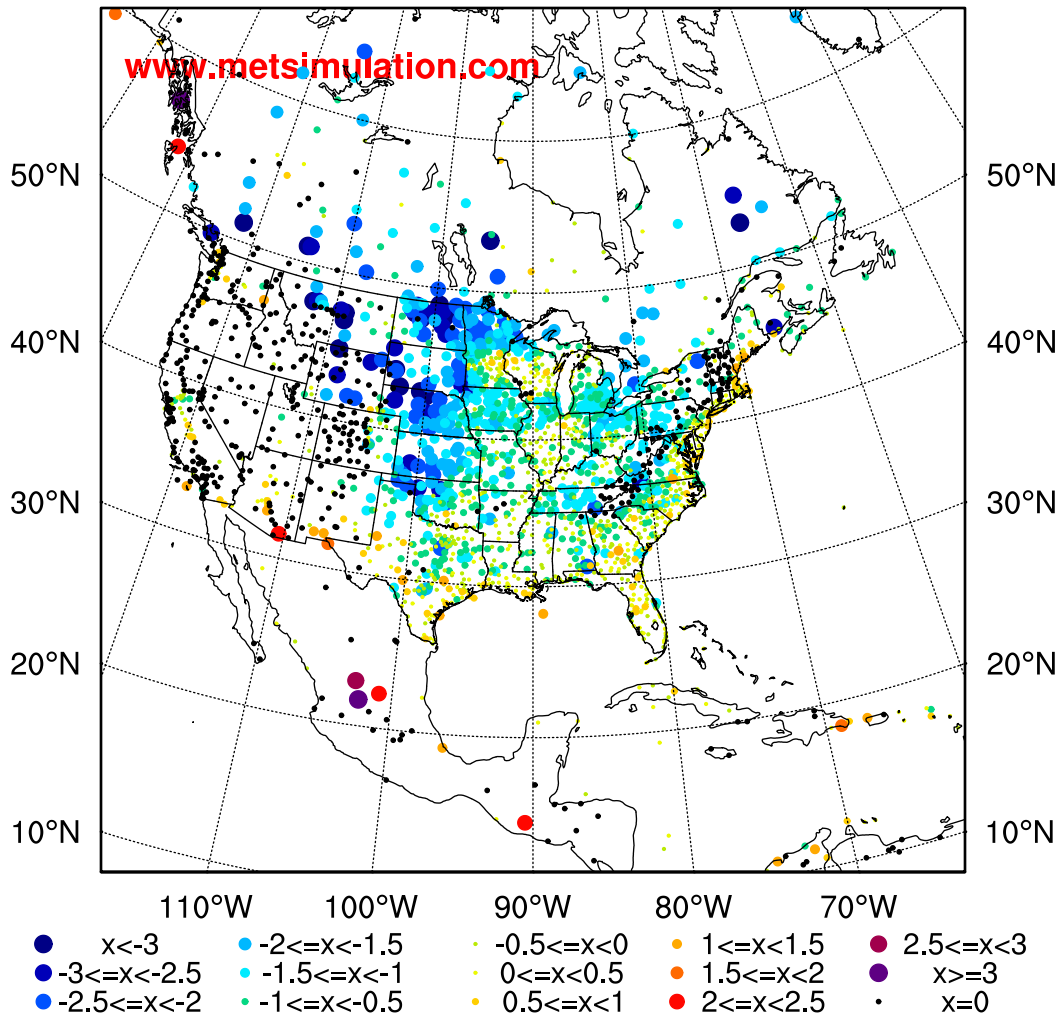 www.metsimulation.com
50°N 50°N
40°N 40°N
30°N 30°N
20°N 20°N
10°N 10°N
110°W 100°W 90°W 80°W 70°W
x<-3 -2<=x<-1.5 -0.5<=x<0 1<=x<1.5 2.5<=x<3
-3<=x<-2.5 -1.5<=x<-1 0<=x<0.5 1.5<=x<2 x>=3
-2.5<=x<-2 -1<=x<-0.5 0.5<=x<1 2<=x<2.5 x=0